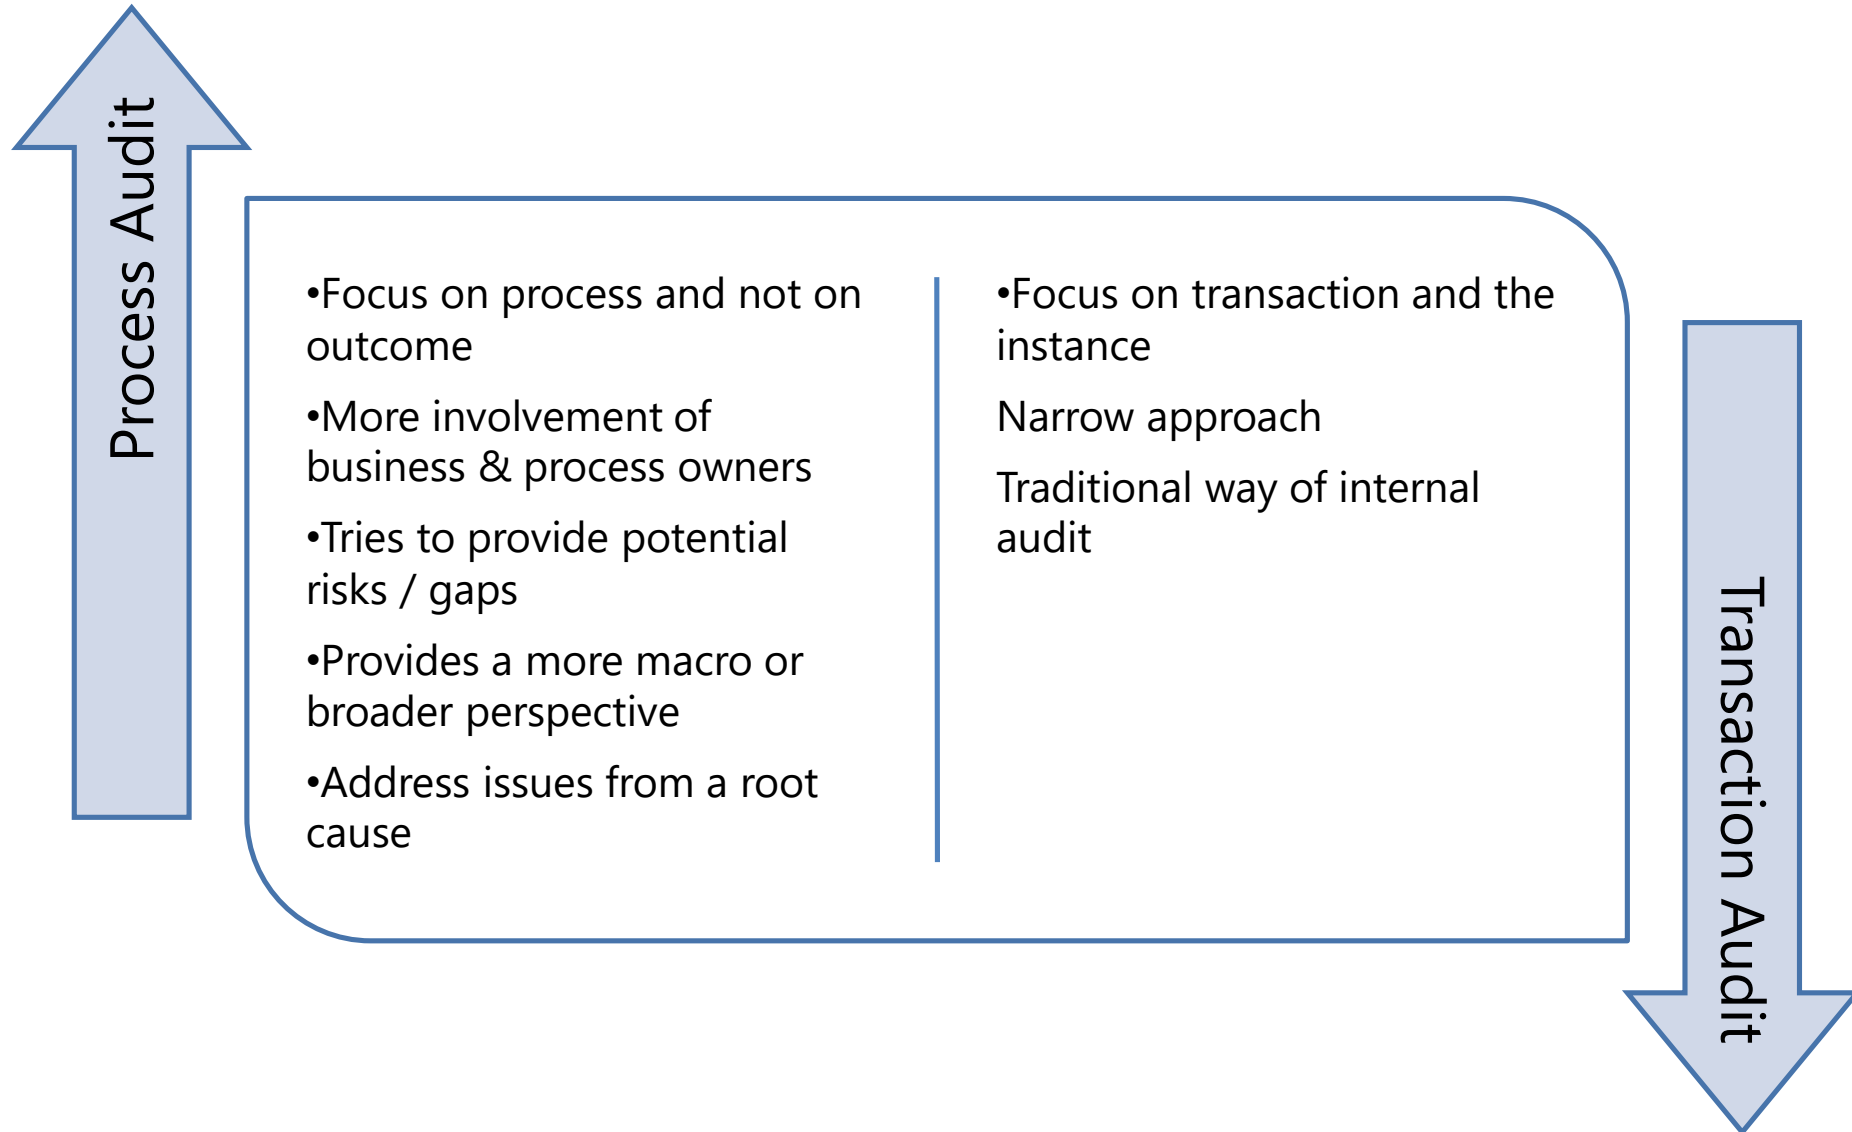 Process Audit
•Focus on process and not on
outcome
•More involvement of
business & process owners
•Tries to provide potential
risks / gaps
•Provides a more macro or
broader perspective
•Address issues from a root
cause
•Focus on transaction and the
instance
Narrow approach
Traditional way of internal
audit
Transaction Audit